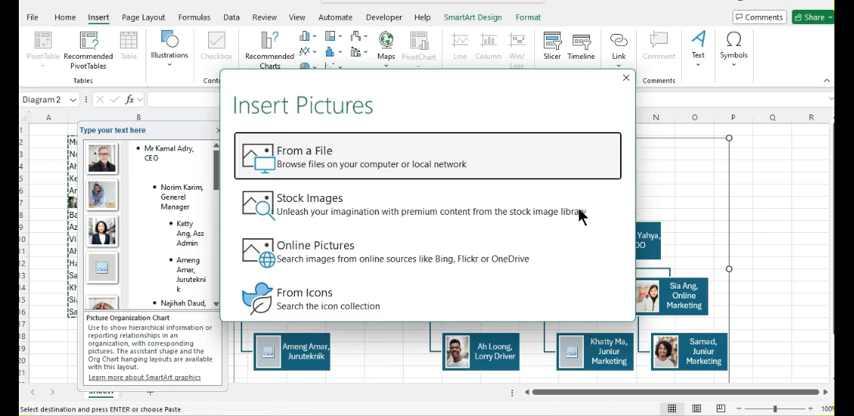 File Home Insert Page Layout Formulas Data Review View Automate Developer Help SmartArt Design Format Comments Share
PivotTable Recommended PivotTables Table Illustrations Checkbox Recommended Charts Maps PivotChart Line Column Win/Loss Slicer Timeline Link Comment Text Symbols
Tables Comments
Diagram2 fx
A B N O P Q R
Type your text here
Mr Kamal Adry, CEO
Norim Karim, General Manager
Ketty Ang, Ass Admin
Ameng Amar, Jurutekni k
Najihah Daud,
Picture Organization Chart
Use to show hierarchical information or
reporting relationships in an
organization, with corresponding
pictures. The assistant shape and the
Org Chart hanging layouts are available
with this layout.
Learn more about SmartArt graphics
Insert Pictures
From a File
Browse files on your computer or local network
Stock Images
Unleash your imagination with premium content from the stock image library
Online Pictures
Search images from online sources like Bing, Flickr or OneDrive
From Icons
Search the icon collection
Yahya,
Sia Ang,
Online
Marketing
Ameng Amar,
Juruteknik
Ah Loong,
Lorry Driver
Khatty Ma,
Juniur
Marketing
Samad,
Juniur
Marketing
Select destination and press ENTER or choose Paste